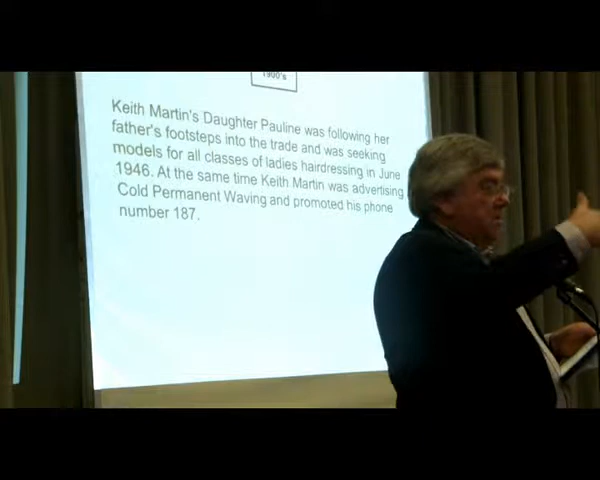 1900's
Keith Martin's Daughter Pauline was following her
father's footsteps into the trade and was seeking
models for all classes of ladies hairdressing in June
1946. At the same time Keith Martin was advertising
Cold Permanent Waving and promoted his phone
number 187.